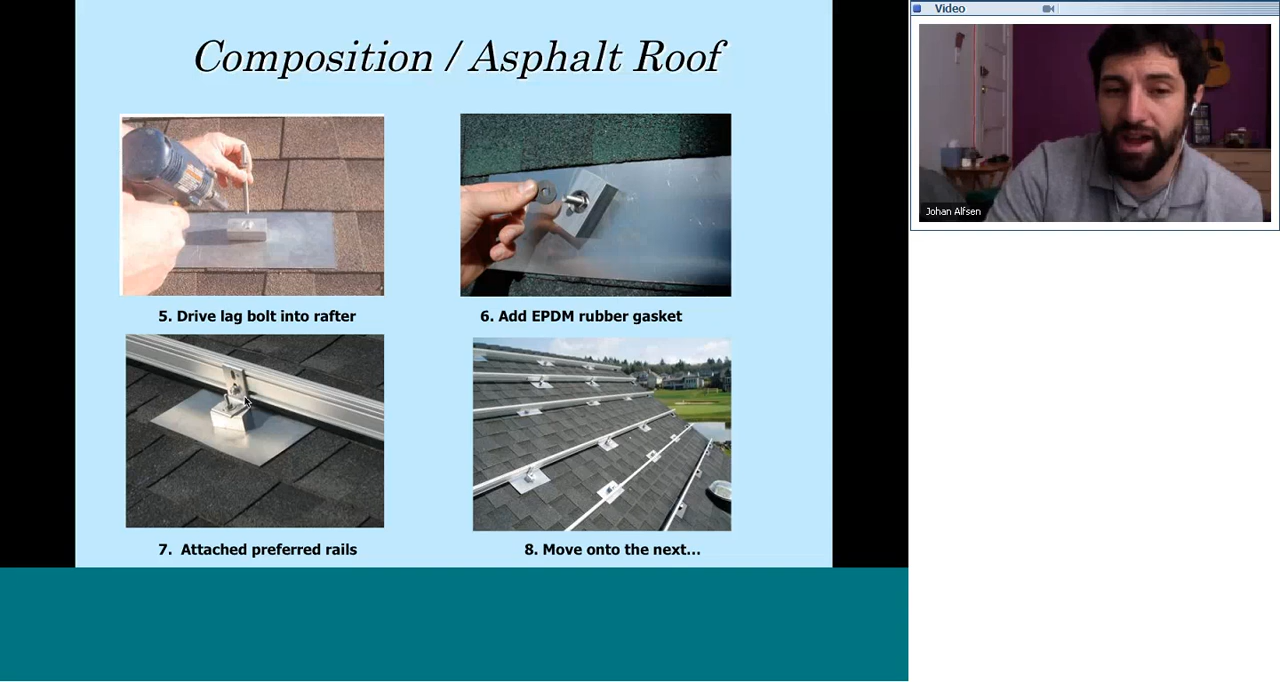 Composition / Asphalt Roof
Video
Johan Alfsen
5. Drive lag bolt into rafter
6. Add EPDM rubber gasket
7. Attached preferred rails
8. Move onto the next...